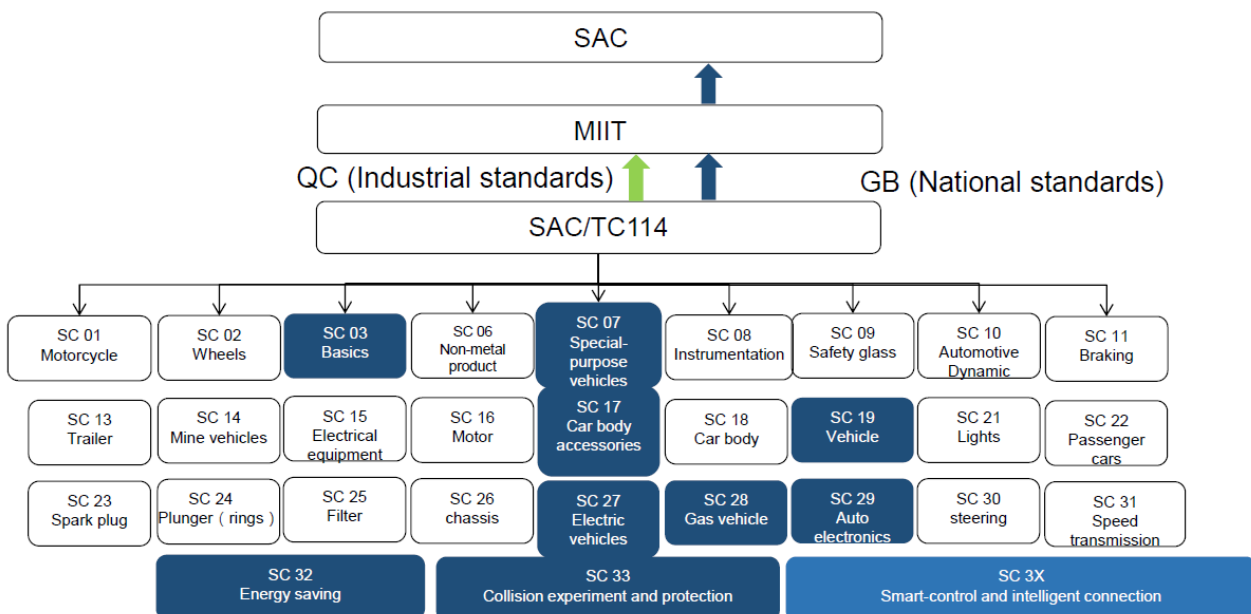 SAC
MIIT
QC (Industrial standards)
GB (National standards)
SAC/TC114
SC 01
Motorcycle
SC 02
Wheels
SC 03
Basics
SC 06
Non-metal
product
SC 07
Special-
purpose
vehicles
SC 08
Instrumentation
SC 09
Safety glass
SC 10
Automotive
Dynamic
SC 11
Braking
SC 13
Trailer
SC 14
Mine vehicles
SC 15
Electrical
equipment
SC 16
Motor
SC 17
Car body
accessories
SC 18
Car body
SC 19
Vehicle
SC 21
Lights
SC 22
Passenger
cars
SC 23
Spark plug
SC 24
Plunger（rings）
SC 25
Filter
SC 26
chassis
SC 27
Electric
vehicles
SC 28
Gas vehicle
SC 29
Auto
electronics
SC 30
steering
SC 31
Speed
transmission
SC 32
Energy saving
SC 33
Collision experiment and protection
SC 3X
Smart-control and intelligent connection